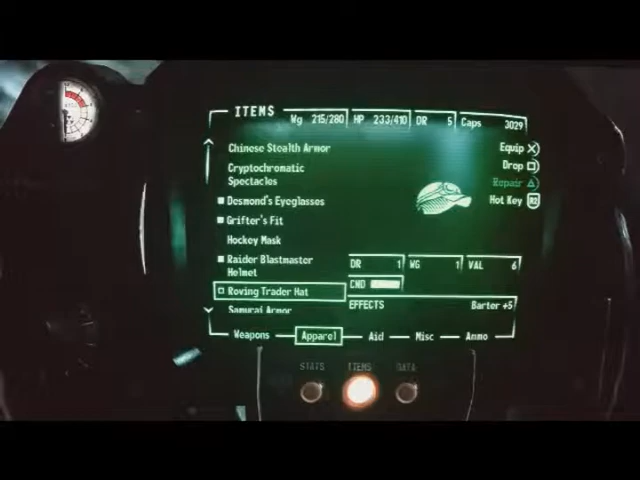 ITEMS
Wg 215/280 HP 233/410 DR 5 Caps 3029
Chinese Stealth Armor
Cryptochromatic
Spectacles
Desmond's Eyeglasses
Grifter's Fit
Hockey Mask
Raider Blastmaster
Helmet
Roving Trader Hat
Samurai Armor
Equip
Drop
Repair
Hot Key R2
DR 1 WG 1 VAL 6
CND
EFFECTS Barter +5
Weapons Apparel Aid Misc Ammo
STATS ITEMS DATA